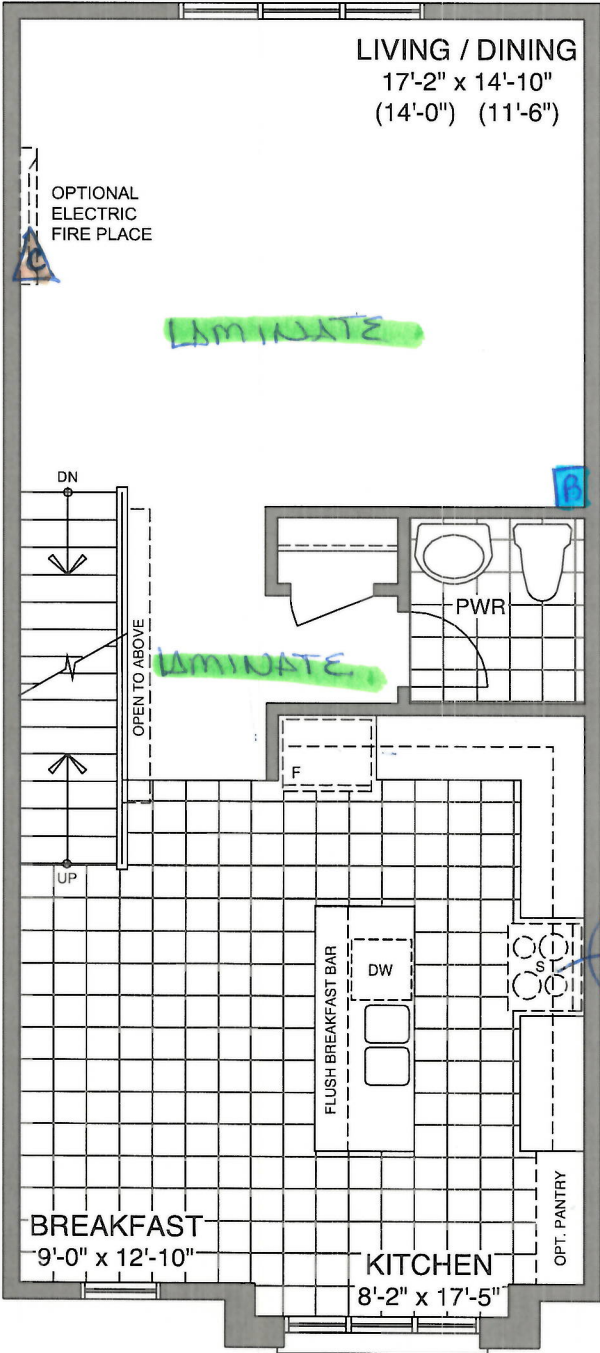 LIVING / DINING
17'-2" x 14'-10"
(14'-0") (11'-6")
OPTIONAL
ELECTRIC
FIRE PLACE
C
LAMINATE
DN
B
PWR
OPEN TO ABOVE
LAMINATE
F
UP
FLUSH BREAKFAST BAR
DW
S
OPT. PANTRY
BREAKFAST
9'-0" x 12'-10"
KITCHEN
8'-2" x 17'-5"